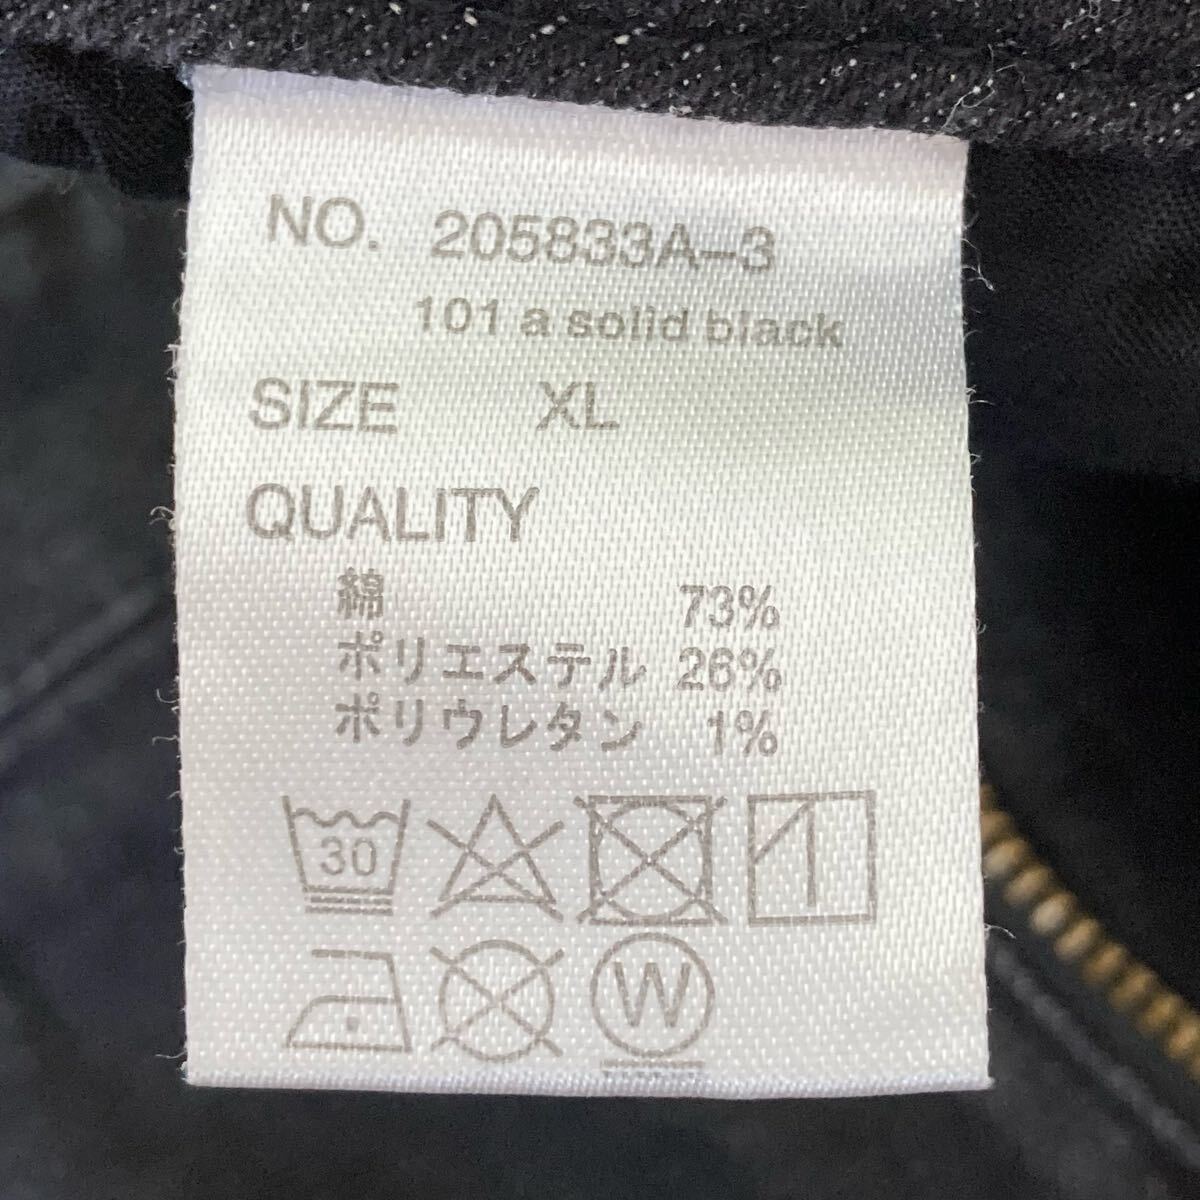 NO. 205833A-3
101 a solid black
SIZE XL
QUALITY
綿 73%
ポリエステル 26%
ポリウレタン 1%
30
W